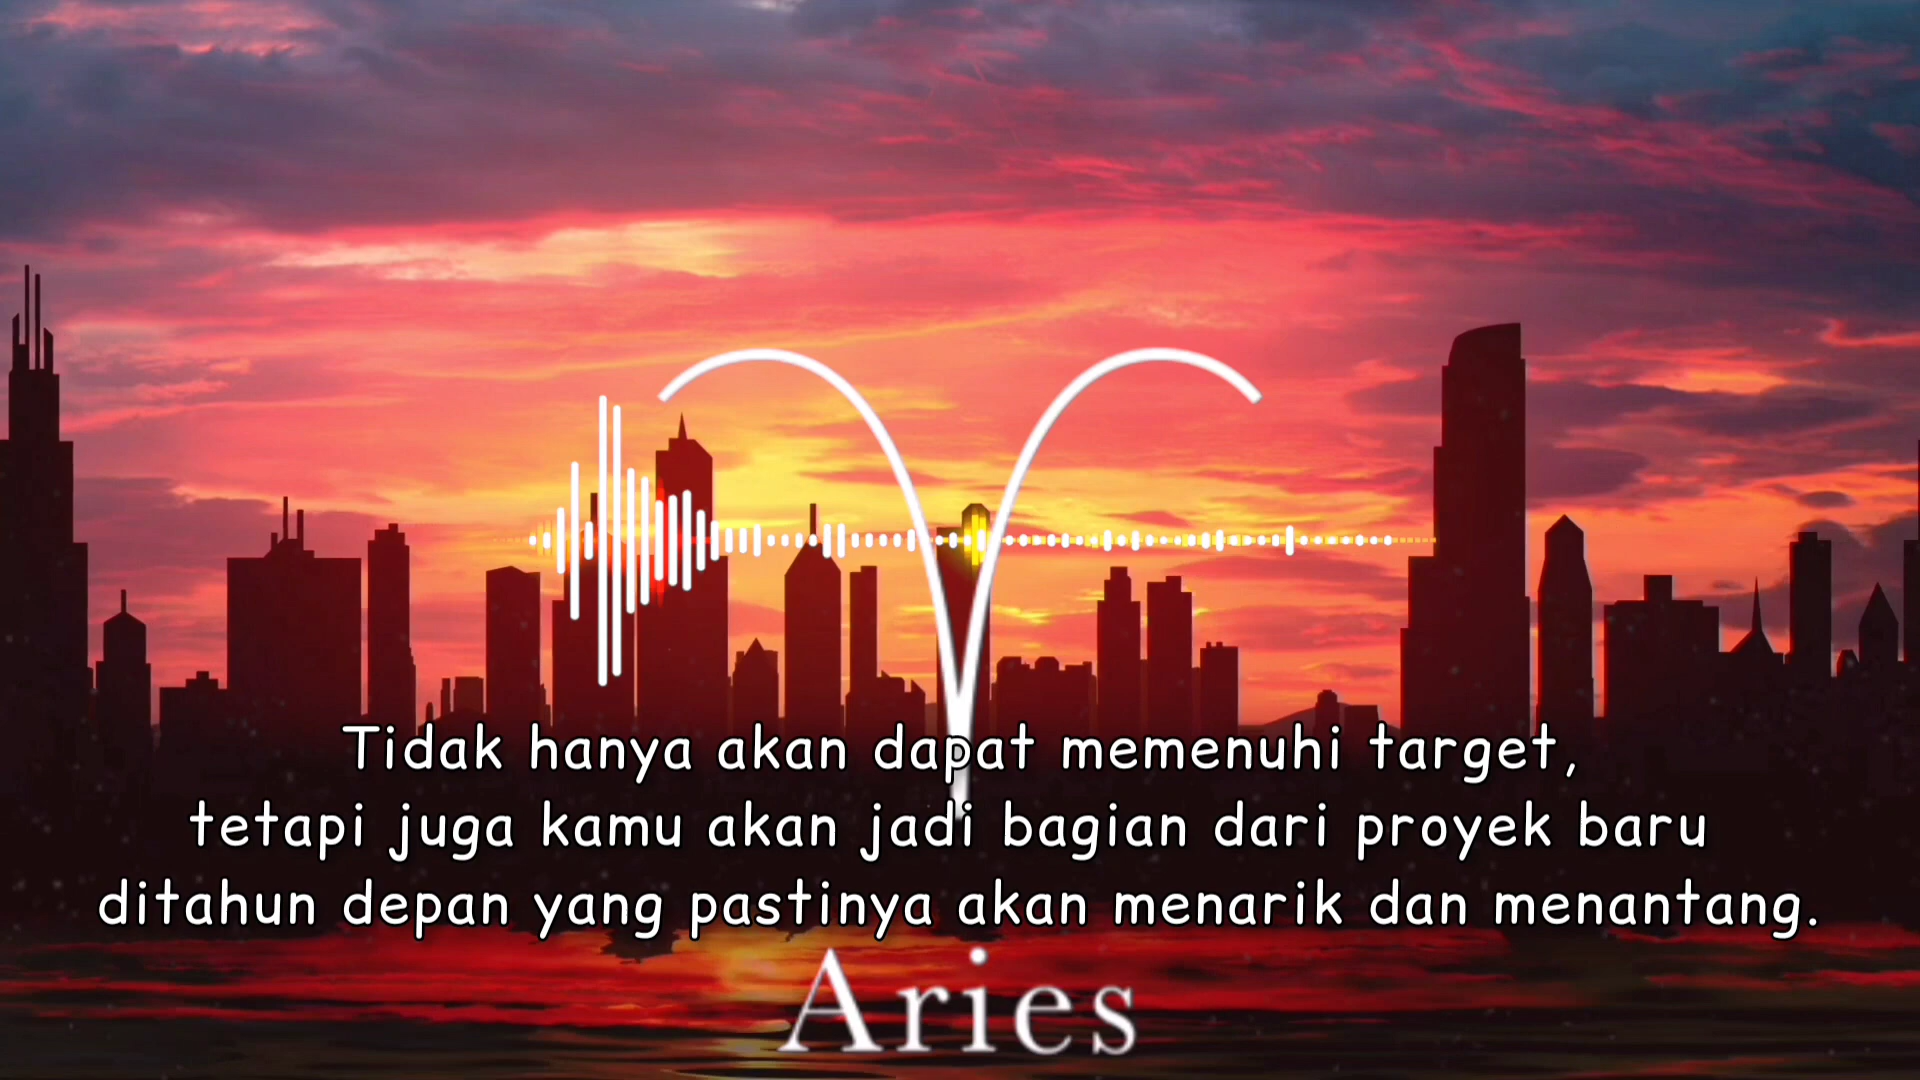 Tidak hanya akan dapat memenuhi target,
tetapi juga kamu akan jadi bagian dari proyek baru
ditahun depan yang pastinya akan menarik dan menantang.
Aries